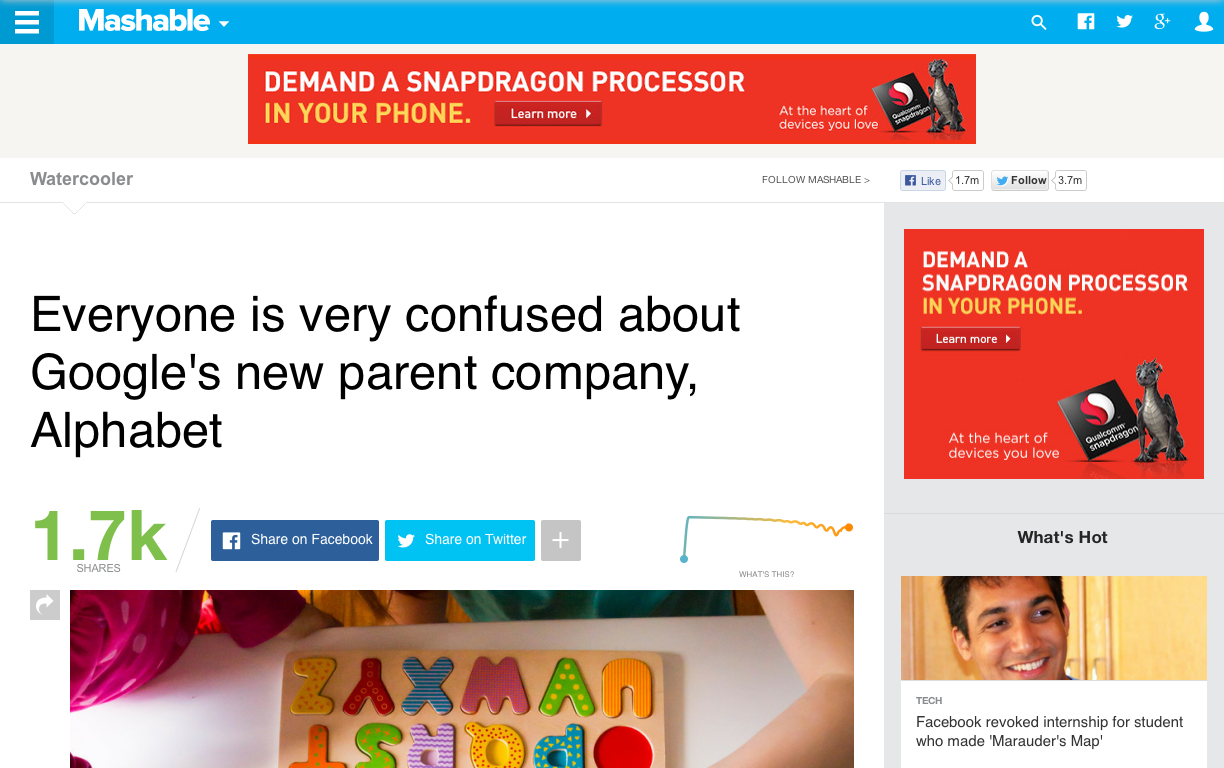 Mashable
DEMAND A SNAPDRAGON PROCESSOR
IN YOUR PHONE.
Learn more
At the heart of
devices you love
Qualcomm
snapdragon
Watercooler
FOLLOW MASHABLE >
Like
1.7m
Follow
3.7m
Everyone is very confused about
Google's new parent company,
Alphabet
1.7k
SHARES
Share on Facebook
Share on Twitter
WHAT'S THIS?
DEMAND A
SNAPDRAGON PROCESSOR
IN YOUR PHONE.
Learn more
At the heart of
devices you love
Qualcomm
snapdragon
What's Hot
TECH
Facebook revoked internship for student
who made 'Marauder's Map'